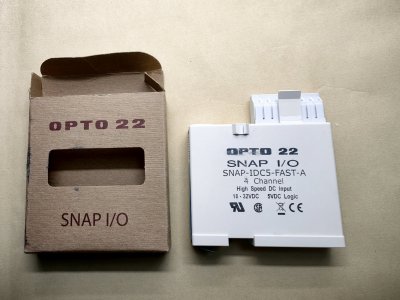 OPTO 22
SNAP I/O
OPTO 22
SNAP I/O
SNAP-IDC5-FAST-A
4 Channel
High Speed DC Input
10 - 32VDC 5VDC Logic